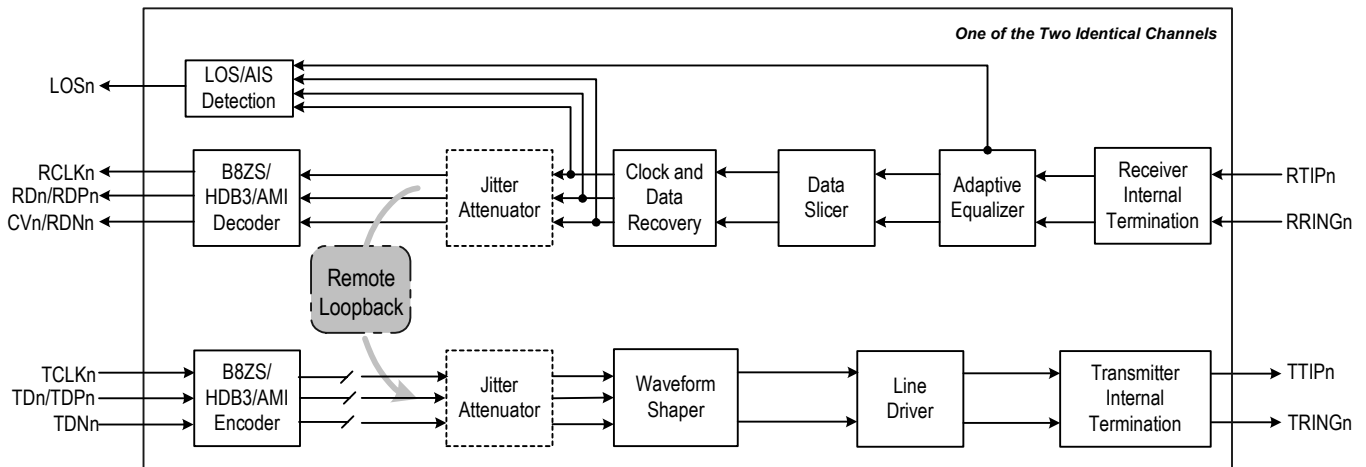 One of the Two Identical Channels
LOSn
LOS/AIS
Detection
RCLKn
RDn/RDPn
CVn/RDNn
B8ZS/
HDB3/AMI
Decoder
Jitter
Attenuator
Clock and
Data
Recovery
Data
Slicer
Adaptive
Equalizer
Receiver
Internal
Termination
RTIPn
RRINGn
Remote
Loopback
TCLKn
TDn/TDPn
TDNn
B8ZS/
HDB3/AMI
Encoder
Jitter
Attenuator
Waveform
Shaper
Line
Driver
Transmitter
Internal
Termination
TTIPn
TRINGn